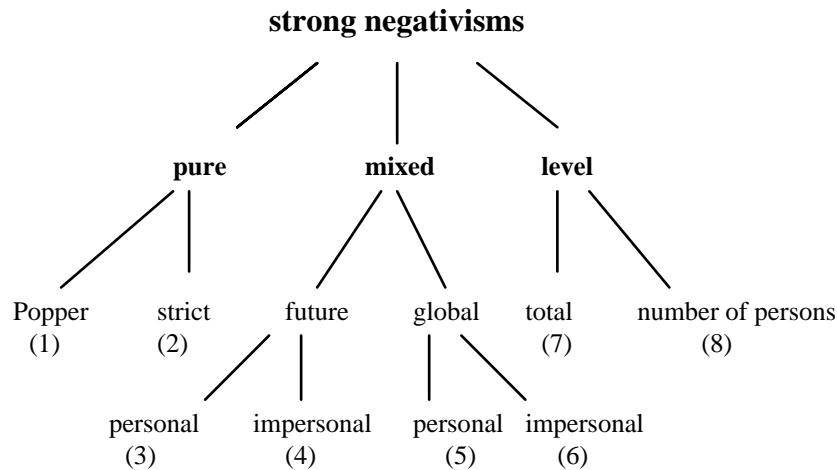 strong negativisms
pure mixed level
Popper strict future global total number of persons
(1) (2) (7) (8)
personal impersonal personal impersonal
(3) (4) (5) (6)